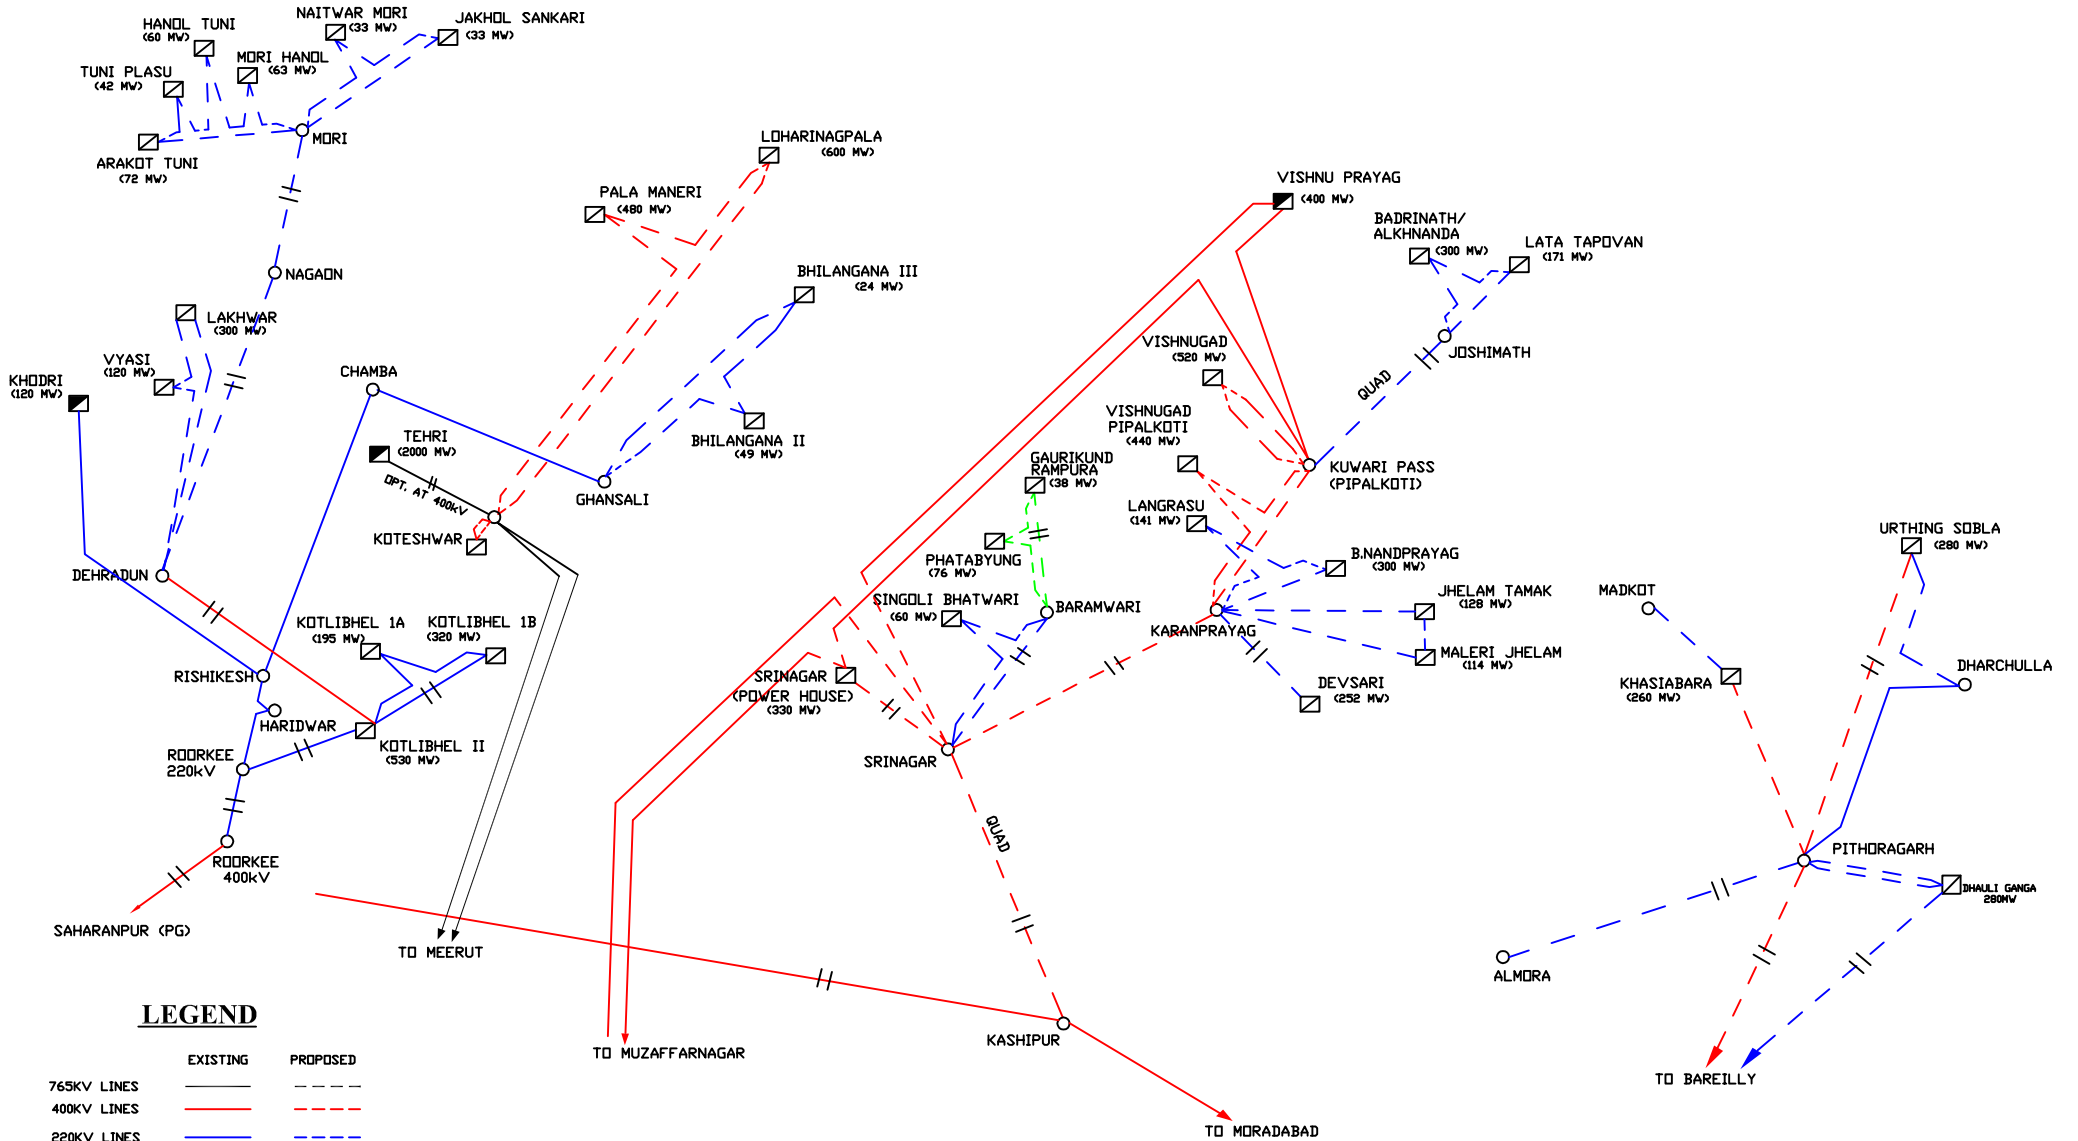 NAITWAR MORI
(33 MW)
JAKHOL SANKARI
(33 MW)
HANOL TUNI
(60 MW)
MORI HANOL
(63 MW)
TUNI PLASU
(42 MW)
MORI
ARAKOT TUNI
(72 MW)
LOHARINAGPALA
(600 MW)
PALA MANERI
(480 MW)
VISHNU PRAYAG
(400 MW)
BADRINATH/
ALKHNANDA
(300 MW)
LATA TAPOVAN
(171 MW)
NAGAON
BHILANGANA III
(24 MW)
LAKHWAR
(300 MW)
VYASI
(120 MW)
KHODRI
(120 MW)
CHAMBA
VISHNUGAD
(520 MW)
JOSHIMATH
QUAD
TEHRI
(2000 MW)
OPT. AT 400kV
BHILANGANA II
(49 MW)
VISHNUGAD
PIPALKOTI
(440 MW)
GAURIKUND
RAMPURA
(38 MW)
KUWARI PASS
(PIPALKOTI)
GHANSALI
LANGRASU
(141 MW)
KOTESHWAR
PHATABYUNG
(76 MW)
B.NANDPRAYAG
(300 MW)
URTHING SOBLA
(280 MW)
DEHRADUN
MADKOT
JHELAM TAMAK
(128 MW)
SINGOLI BHATWARI
(60 MW)
BARAMWARI
KARANPRAYAG
KOTLIBHEL 1A
(195 MW)
KOTLIBHEL 1B
(320 MW)
MALERI JHELAM
(114 MW)
DHARCHULLA
RISHIKESH
SRINAGAR
(POWER HOUSE)
(330 MW)
DEVSARI
(252 MW)
KHASIABARA
(260 MW)
HARIDWAR
KOTLIBHEL II
(530 MW)
ROORKEE
220kV
SRINAGAR
QUAD
PITHORAGARH
ROORKEE
400kV
DHAULI GANGA
280MW
SAHARANPUR (PG)
TO MEERUT
ALMORA
LEGEND
KASHIPUR
TO MUZAFFARNAGAR
TO BAREILLY
EXISTING PROPOSED
765KV LINES
400KV LINES
220KV LINES
TO MORADABAD